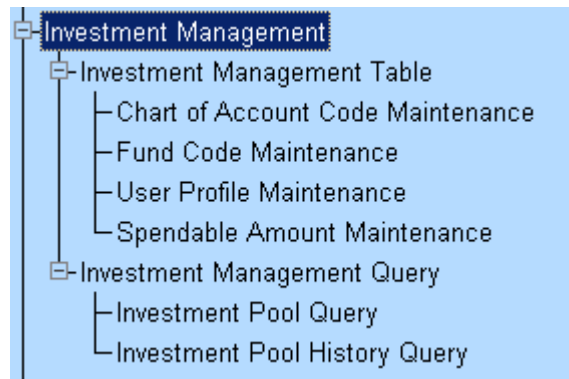 Investment Management
Investment Management Table
Chart of Account Code Maintenance
Fund Code Maintenance
User Profile Maintenance
Spendable Amount Maintenance
Investment Management Query
Investment Pool Query
Investment Pool History Query